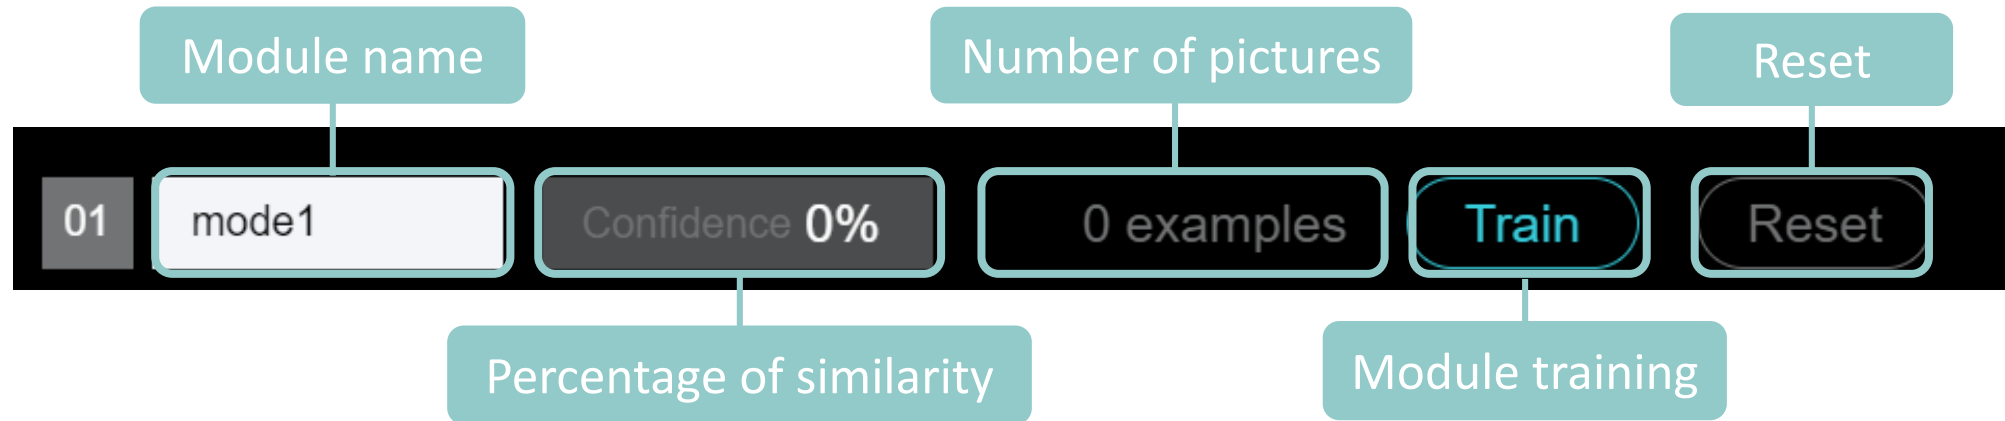 Module name
Number of pictures
Reset
01
mode1
Confidence 0%
0 examples
Train
Reset
Percentage of similarity
Module training